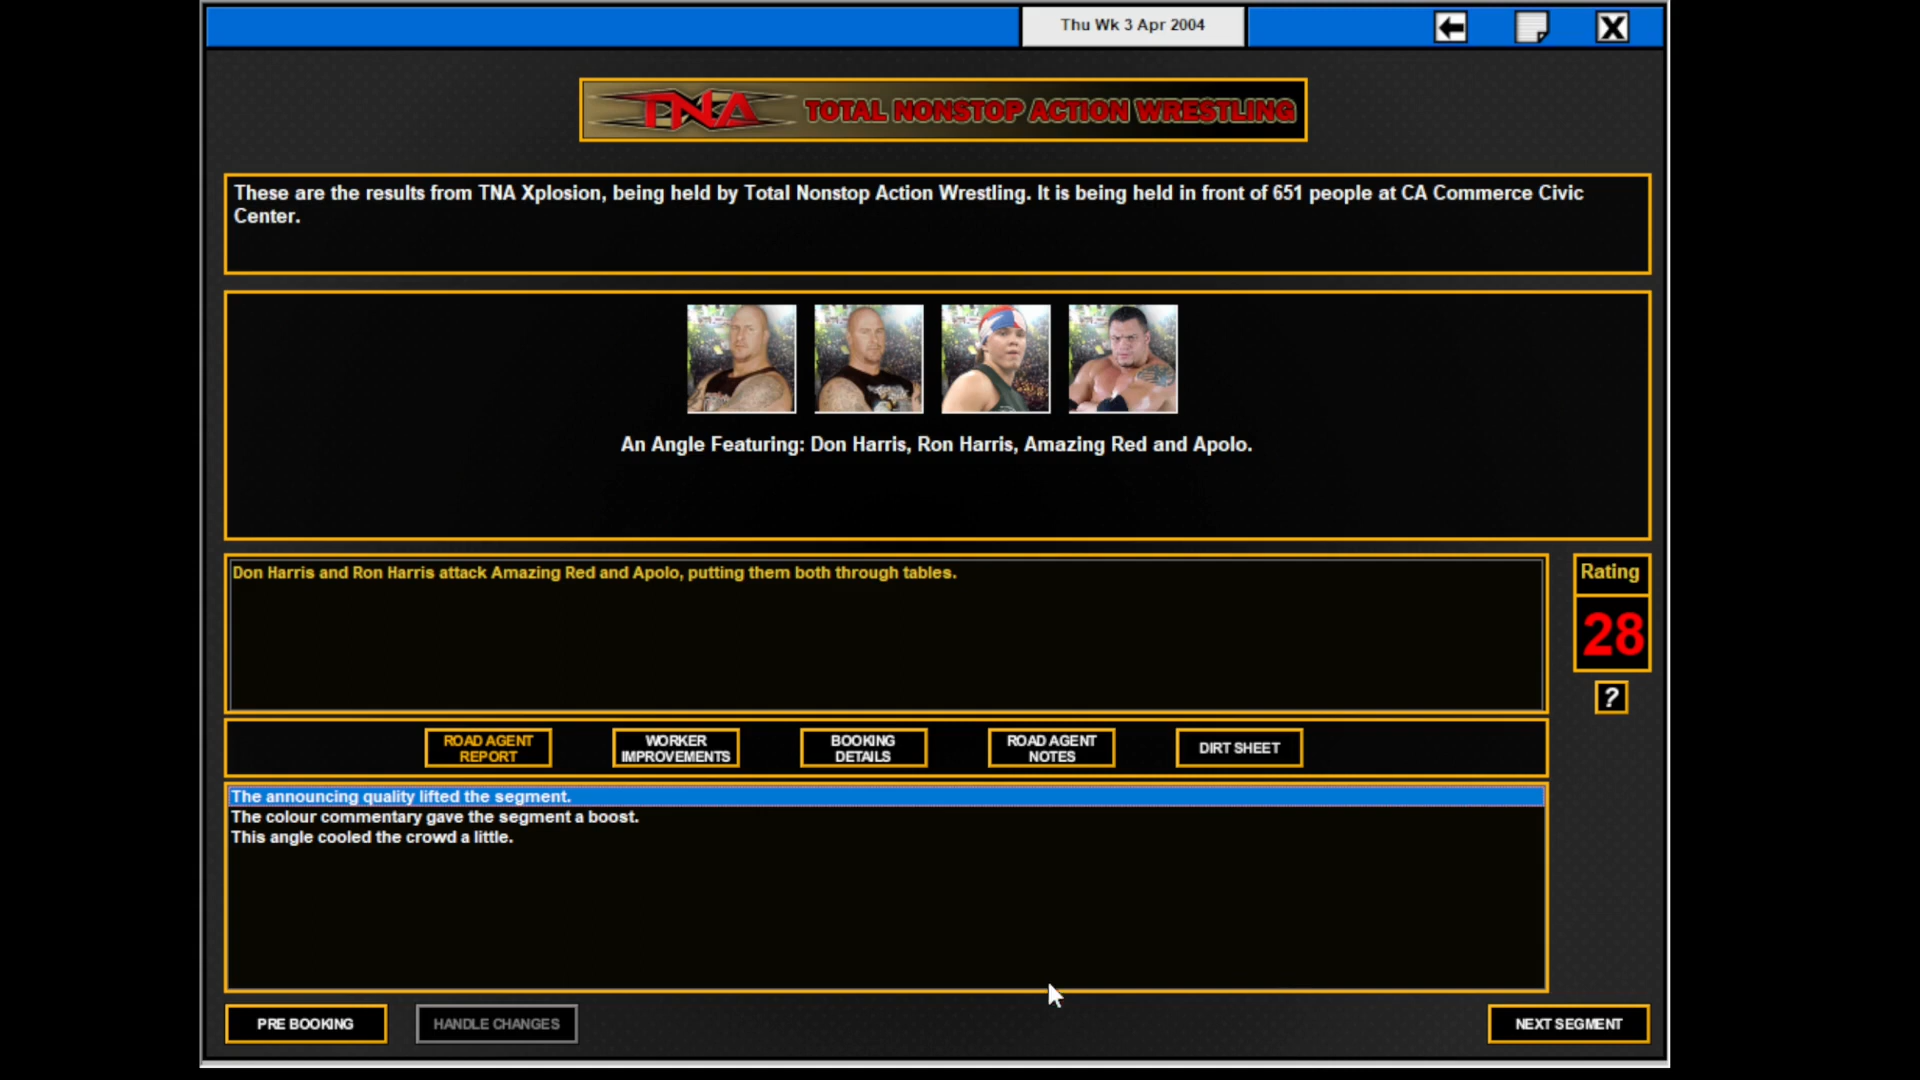 Thu Wk 3 Apr 2004
TNA TOTAL NONSTOP ACTION WRESTLING
These are the results from TNA Xplosion, being held by Total Nonstop Action Wrestling. It is being held in front of 651 people at CA Commerce Civic
Center.
An Angle Featuring: Don Harris, Ron Harris, Amazing Red and Apolo.
Don Harris and Ron Harris attack Amazing Red and Apolo, putting them both through tables.
Rating
28
?
ROAD AGENT
REPORT
WORKER
IMPROVEMENTS
BOOKING
DETAILS
ROAD AGENT
NOTES
DIRT SHEET
The announcing quality lifted the segment.
The colour commentary gave the segment a boost.
This angle cooled the crowd a little.
PRE BOOKING
HANDLE CHANGES
NEXT SEGMENT